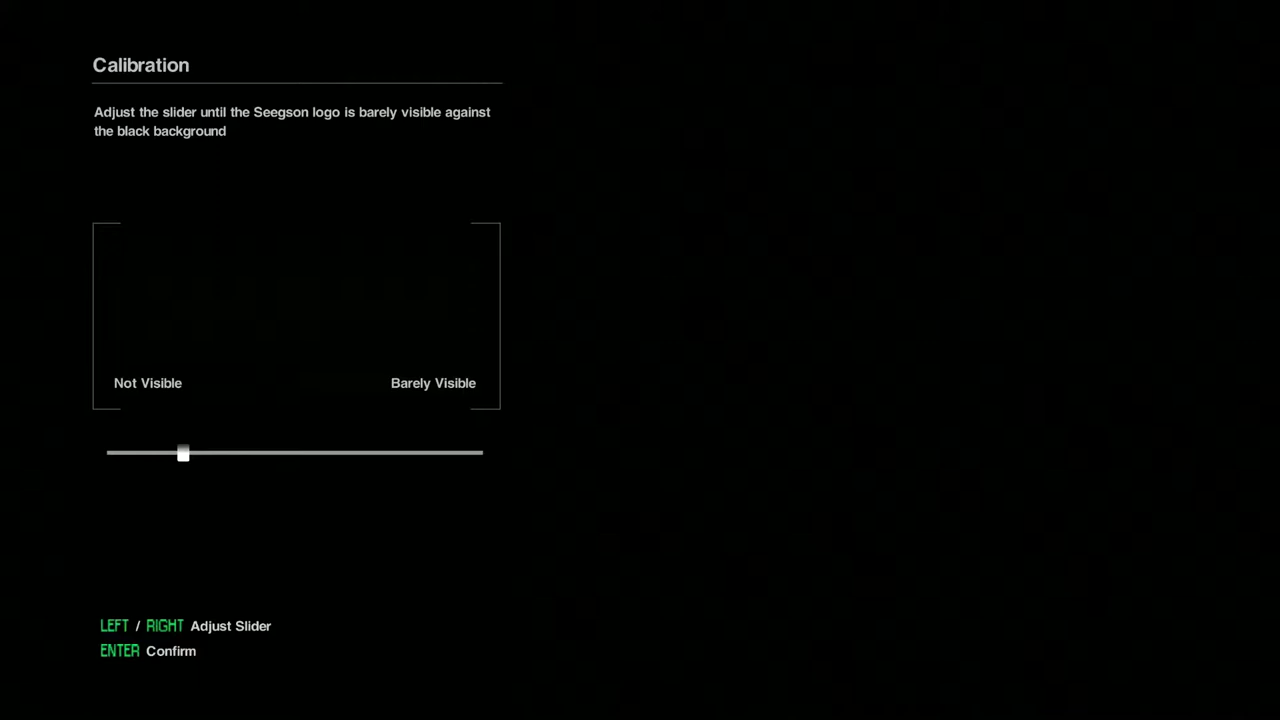 Calibration
Adjust the slider until the Seegson logo is barely visible against
the black background
Not Visible Barely Visible
LEFT / RIGHT Adjust Slider
ENTER Confirm